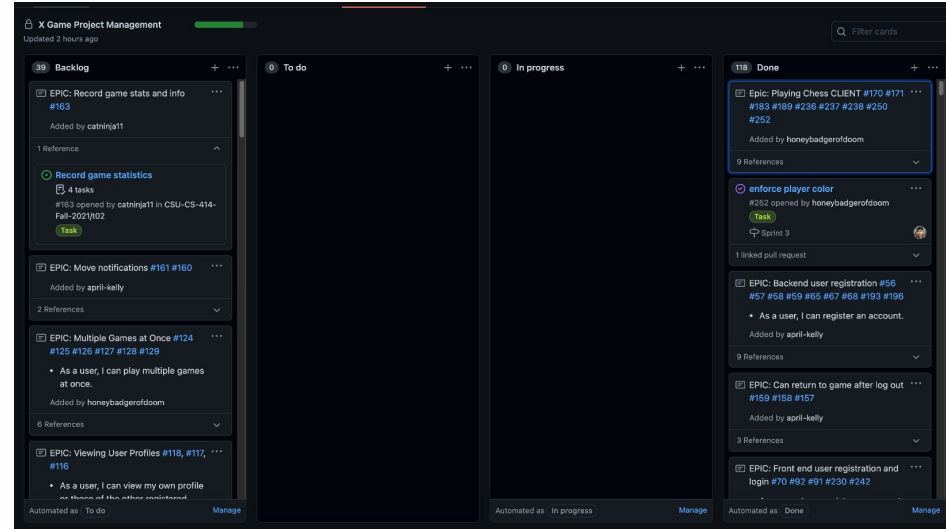 X Game Project Management
Updated 2 hours ago
Filter cards
39 Backlog
EPIC: Record game stats and info
#163
Added by catninja11
1 Reference
Record game statistics
4 tasks
#163 opened by catninja11 in CSU-CS-414-
Fall-2021/t02
Task
EPIC: Move notifications #161 #160
Added by april-kelly
2 References
EPIC: Multiple Games at Once #124
#125 #126 #127 #128 #129
• As a user, I can play multiple games
at once.
Added by honeybadgerofdoom
6 References
EPIC: Viewing User Profiles #118, #117,
#116
• As a user, I can view my own profile
or those of the other registered
Automated as To do
Manage
0 To do
0 In progress
Automated as In progress
Manage
118 Done
Epic: Playing Chess CLIENT #170 #171
#183 #189 #236 #237 #238 #250
#252
Added by honeybadgerofdoom
9 References
enforce player color
#252 opened by honeybadgerofdoom
Task
Sprint 3
1 linked pull request
EPIC: Backend user registration #56
#57 #58 #59 #65 #67 #68 #193 #196
• As a user, I can register an account.
Added by april-kelly
9 References
EPIC: Can return to game after log out
#159 #158 #157
Added by april-kelly
3 References
EPIC: Front end user registration and
login #70 #92 #91 #230 #242
Automated as Done
Manage